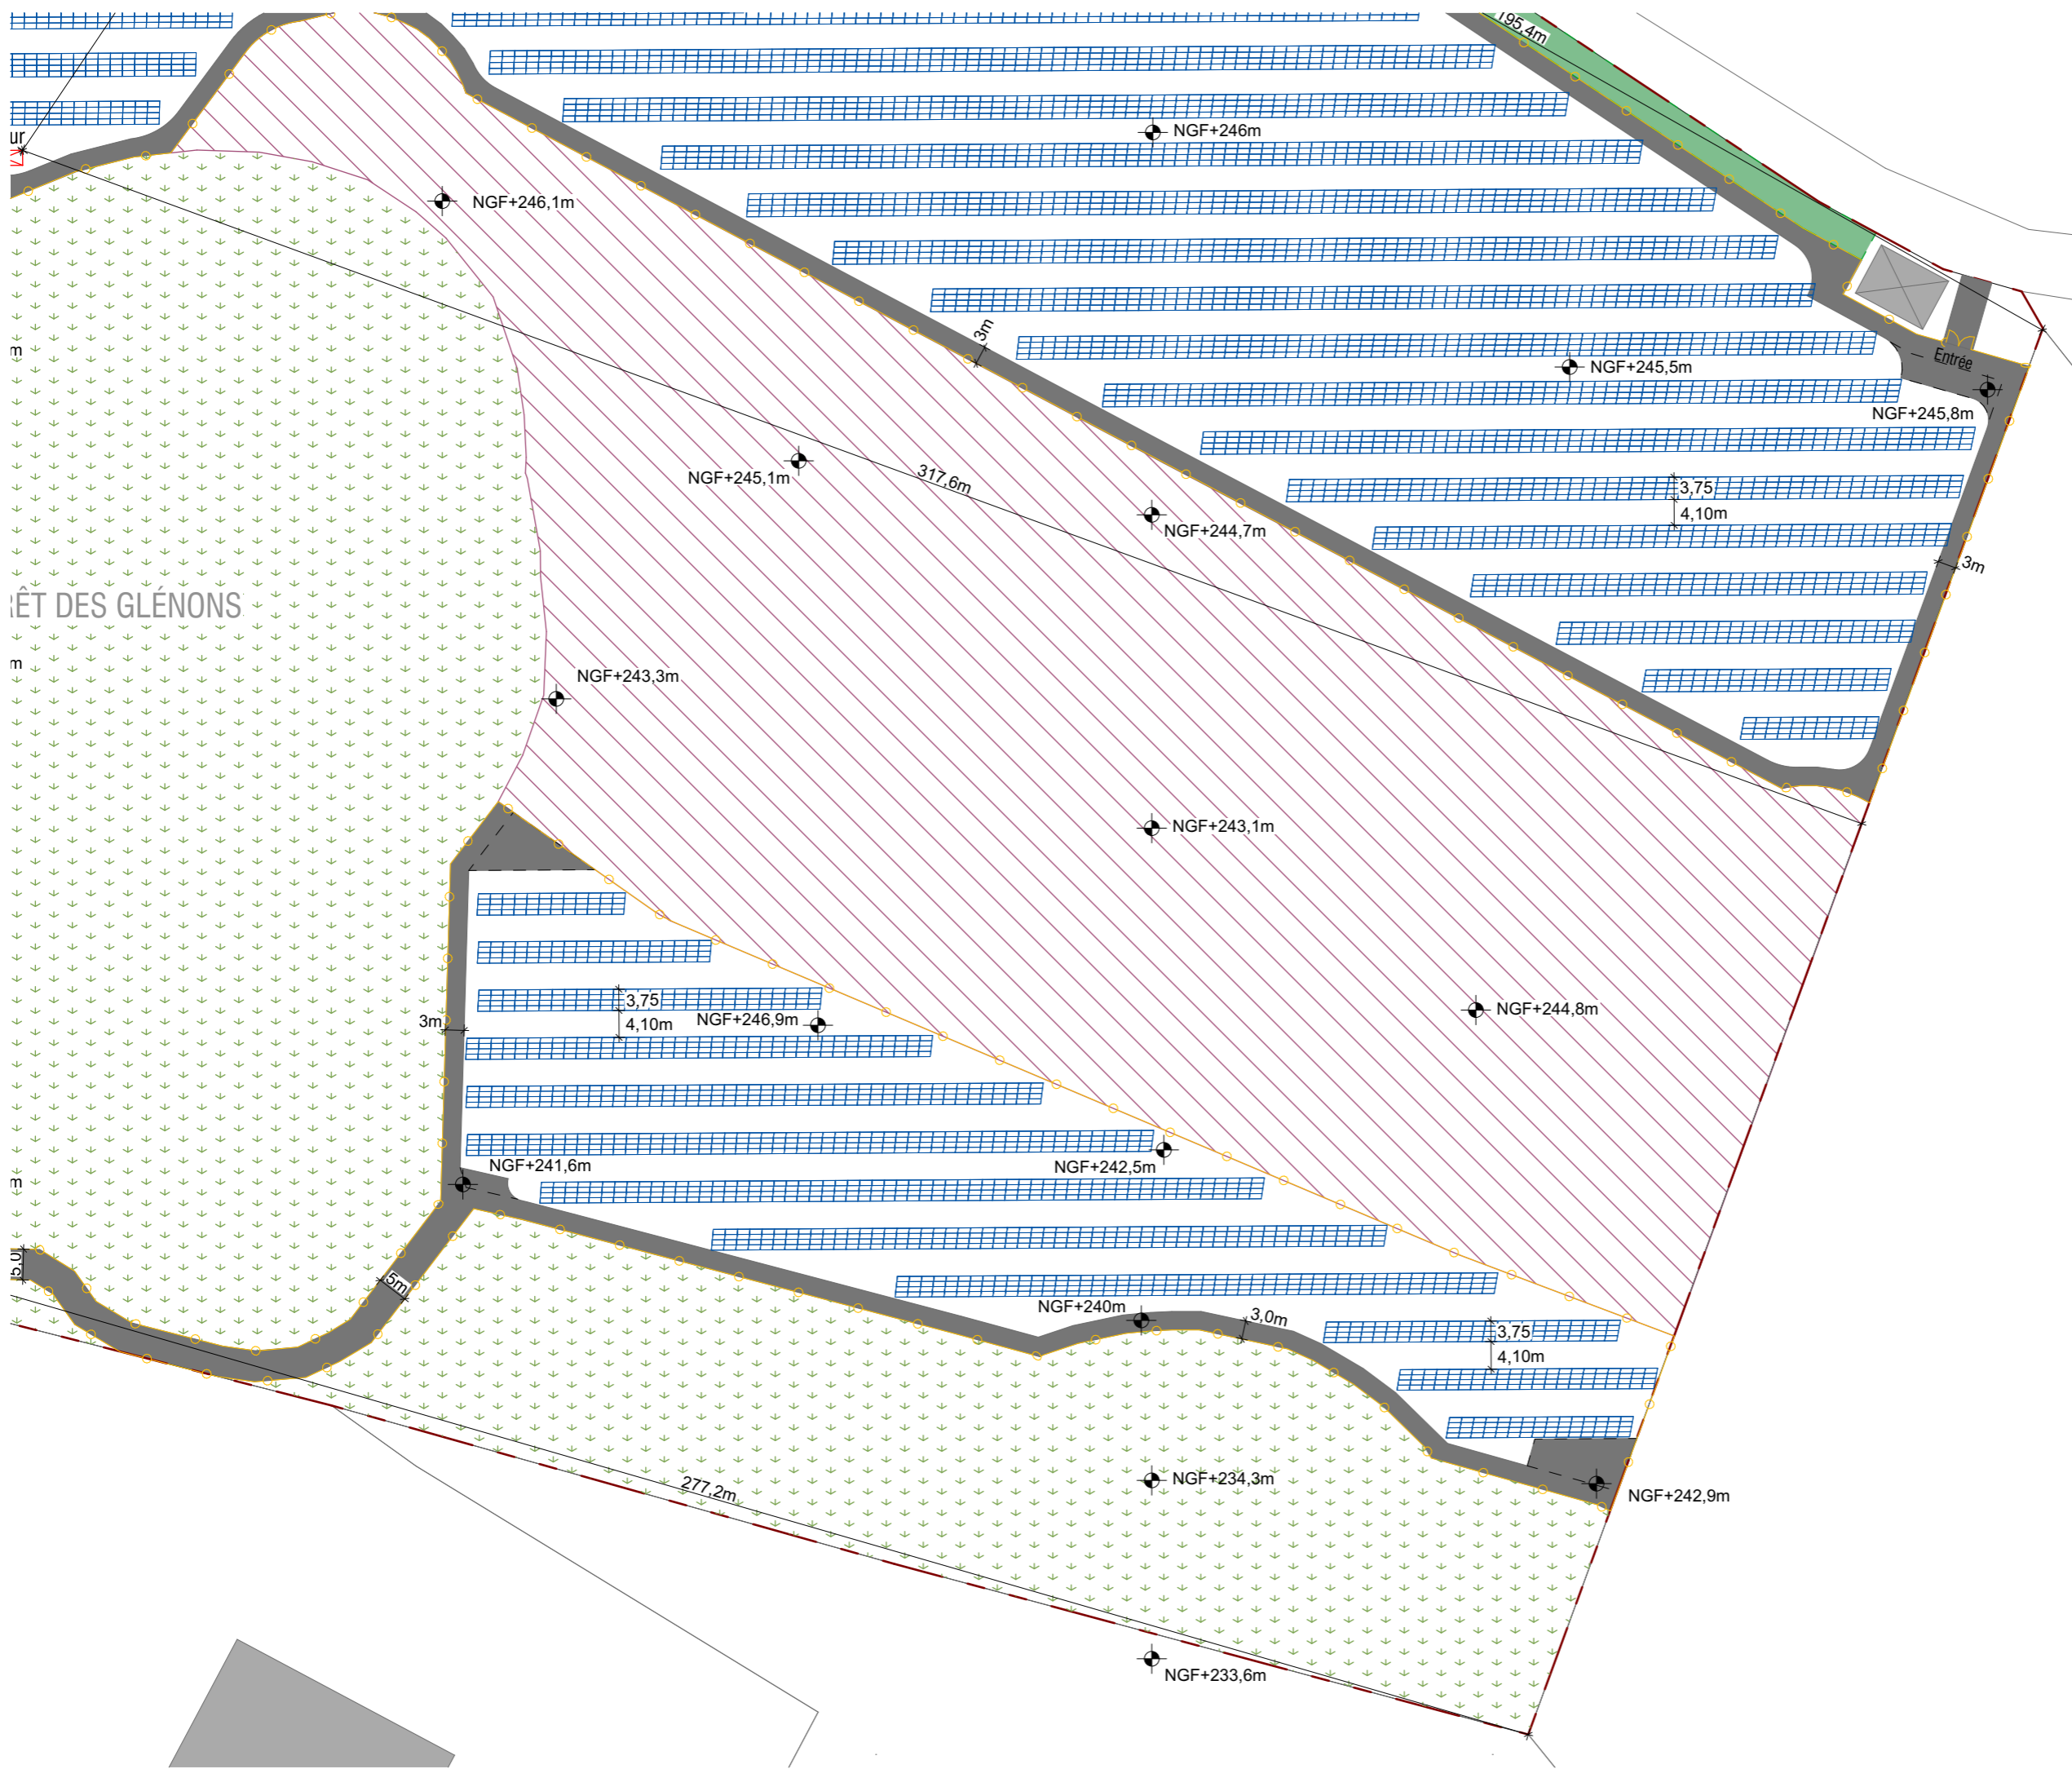 195,4m
ur
NGF+246m
NGF+246,1m
3m
m
Entrée
NGF+245,5m
NGF+245,8m
NGF+245,1m
317,6m
3,75
4,10m
NGF+244,7m
3m
ÊT DES GLÉNONS
m
NGF+243,3m
NGF+243,1m
3,75
4,10m
3m
NGF+246,9m
NGF+244,8m
NGF+241,6m
NGF+242,5m
m
5,0
5m
NGF+240m
3,0m
3,75
4,10m
277,2m
NGF+234,3m
NGF+242,9m
NGF+233,6m